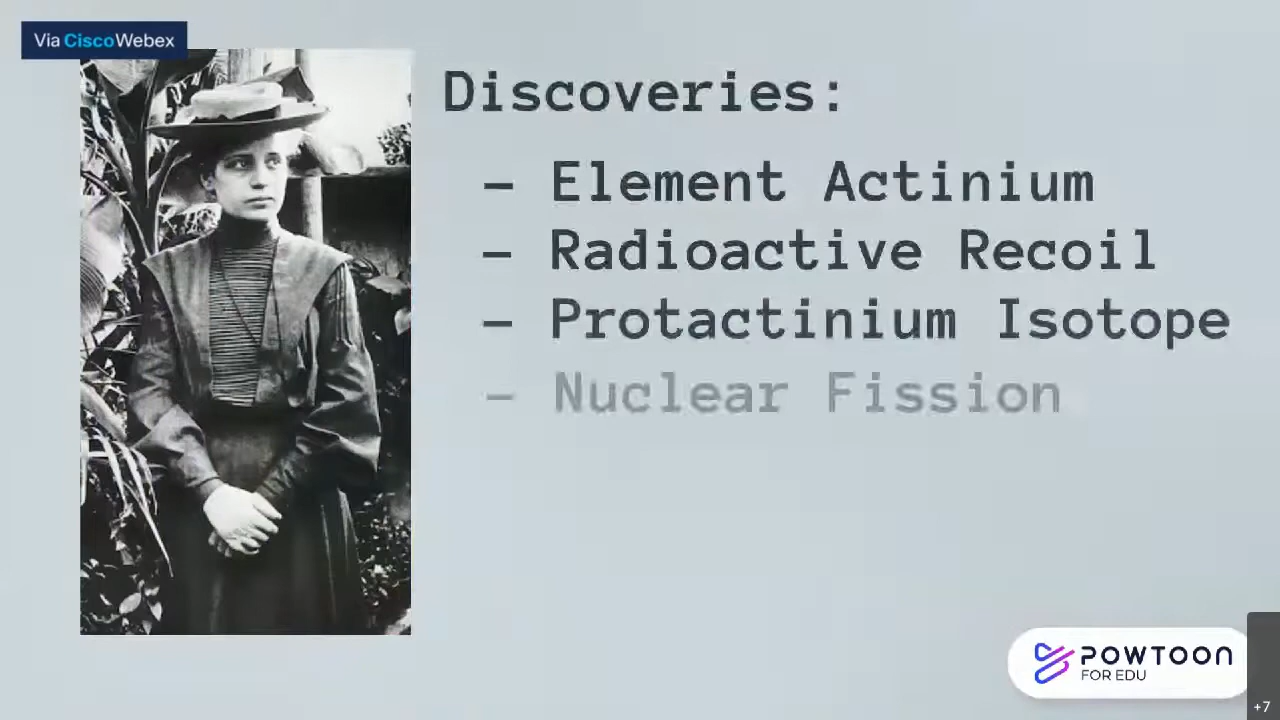 Via CiscoWebex
Discoveries:
– Element Actinium
– Radioactive Recoil
– Protactinium Isotope
– Nuclear Fission
POWTOON
FOR EDU
+7